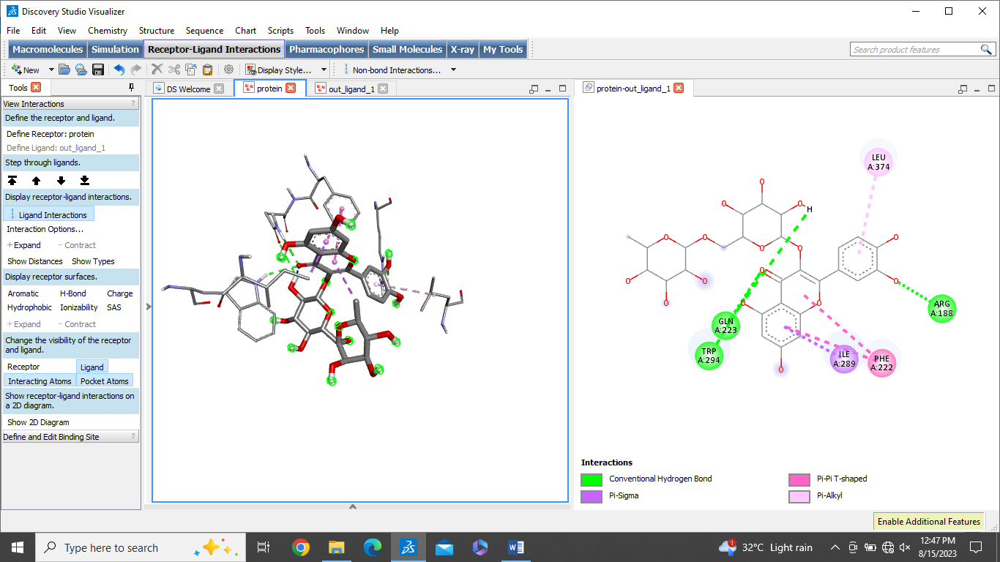 Discovery Studio Visualizer
File Edit View Chemistry Structure Sequence Chart Scripts Tools Window Help
Macromolecules Simulation Receptor-Ligand Interactions Pharmacophores Small Molecules X-ray My Tools
Search product features
New Display Style... Non-bond Interactions...
Tools
DS Welcome protein out_ligand_1
protein-out_ligand_1
View Interactions ?
Define the receptor and ligand.
Define Receptor: protein
Define Ligand: out_ligand_1
Step through ligands.
Display receptor-ligand interactions.
Ligand Interactions
Interaction Options...
+ Expand - Contract
Show Distances Show Types
Display receptor surfaces.
Aromatic H-Bond Charge
Hydrophobic Ionizability SAS
+ Expand - Contract
Change the visibility of the receptor
and ligand.
Receptor Ligand
Interacting Atoms Pocket Atoms
Show receptor-ligand interactions on
a 2D diagram.
Show 2D Diagram
Define and Edit Binding Site ?
LEU
A:374
O
O
O
H
O
O
O
O
O
O
O
O
O
O
O
O
O
O
ARG
A:188
GLN
A:223
TRP
A:294
ILE
A:289
PHE
A:222
Interactions
Conventional Hydrogen Bond
Pi-Sigma
Pi-Pi T-shaped
Pi-Alkyl
Enable Additional Features
Type here to search
1
32°C Light rain
12:47 PM
8/15/2023